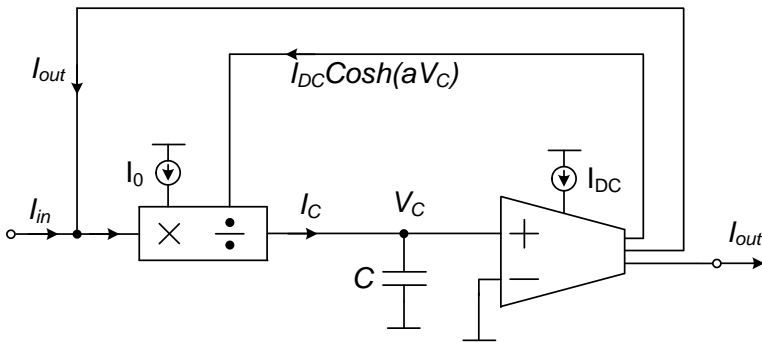 I_out
I_DC Cosh(aV_C)
I_0
I_DC
I_in
× ÷
I_C
V_C
+
I_out
C
−